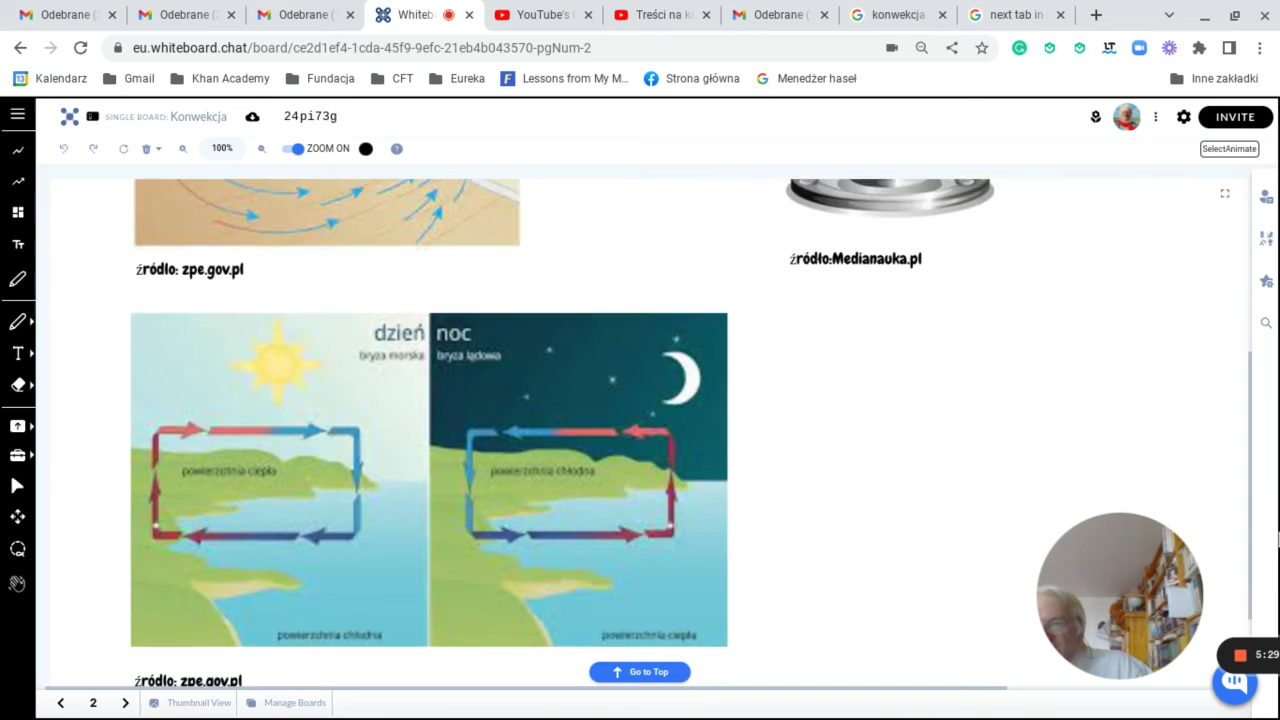 Odebrane (2
Odebrane (
Odebrane (
Whiteb
YouTube's
Treści na k
Odebrane (
konwekcja
next tab in
eu.whiteboard.chat/board/ce2d1ef4-1cda-45f9-9efc-21eb4b043570-pgNum-2
Kalendarz
Gmail
Khan Academy
Fundacja
CFT
Eureka
Lessons from My M...
Strona główna
Menedżer haseł
Inne zakładki
SINGLE BOARD: Konwekcja
24pi73g
INVITE
100%
ZOOM ON
SelectAnimate
źródlo: zpe.gov.pl
źródło:Medianauka.pl
dzień
bryza morska
noc
bryza lądowa
powierzchnia ciepła
powierzchnia chłodna
powierzchnia chłodna
powierzchnia ciepła
źródlo: zpe.gov.pl
Go to Top
5:29
2
Thumbnail View
Manage Boards